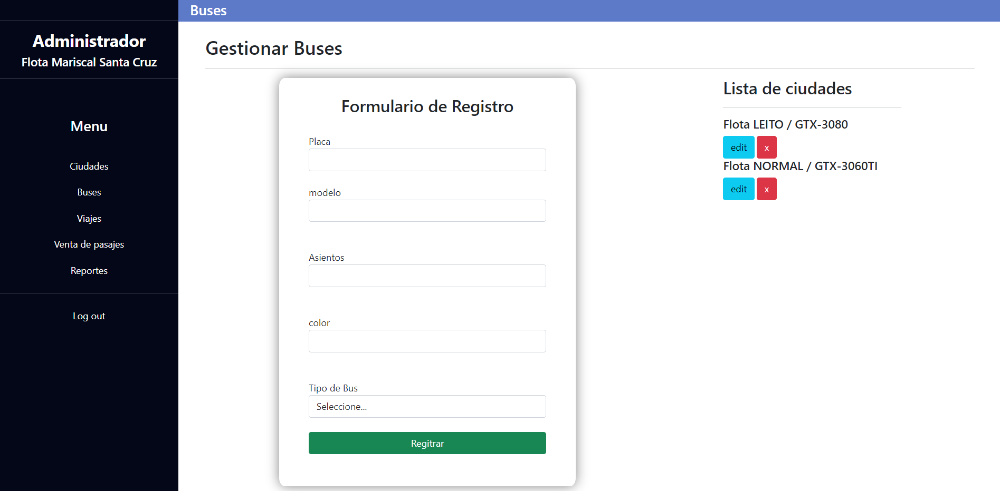 Buses
Administrador
Flota Mariscal Santa Cruz
Menu
Ciudades
Buses
Viajes
Venta de pasajes
Reportes
Log out
Gestionar Buses
Formulario de Registro
Placa
modelo
Asientos
color
Tipo de Bus
Seleccione...
Regitrar
Lista de ciudades
Flota LEITO / GTX-3080
edit x
Flota NORMAL / GTX-3060TI
edit x